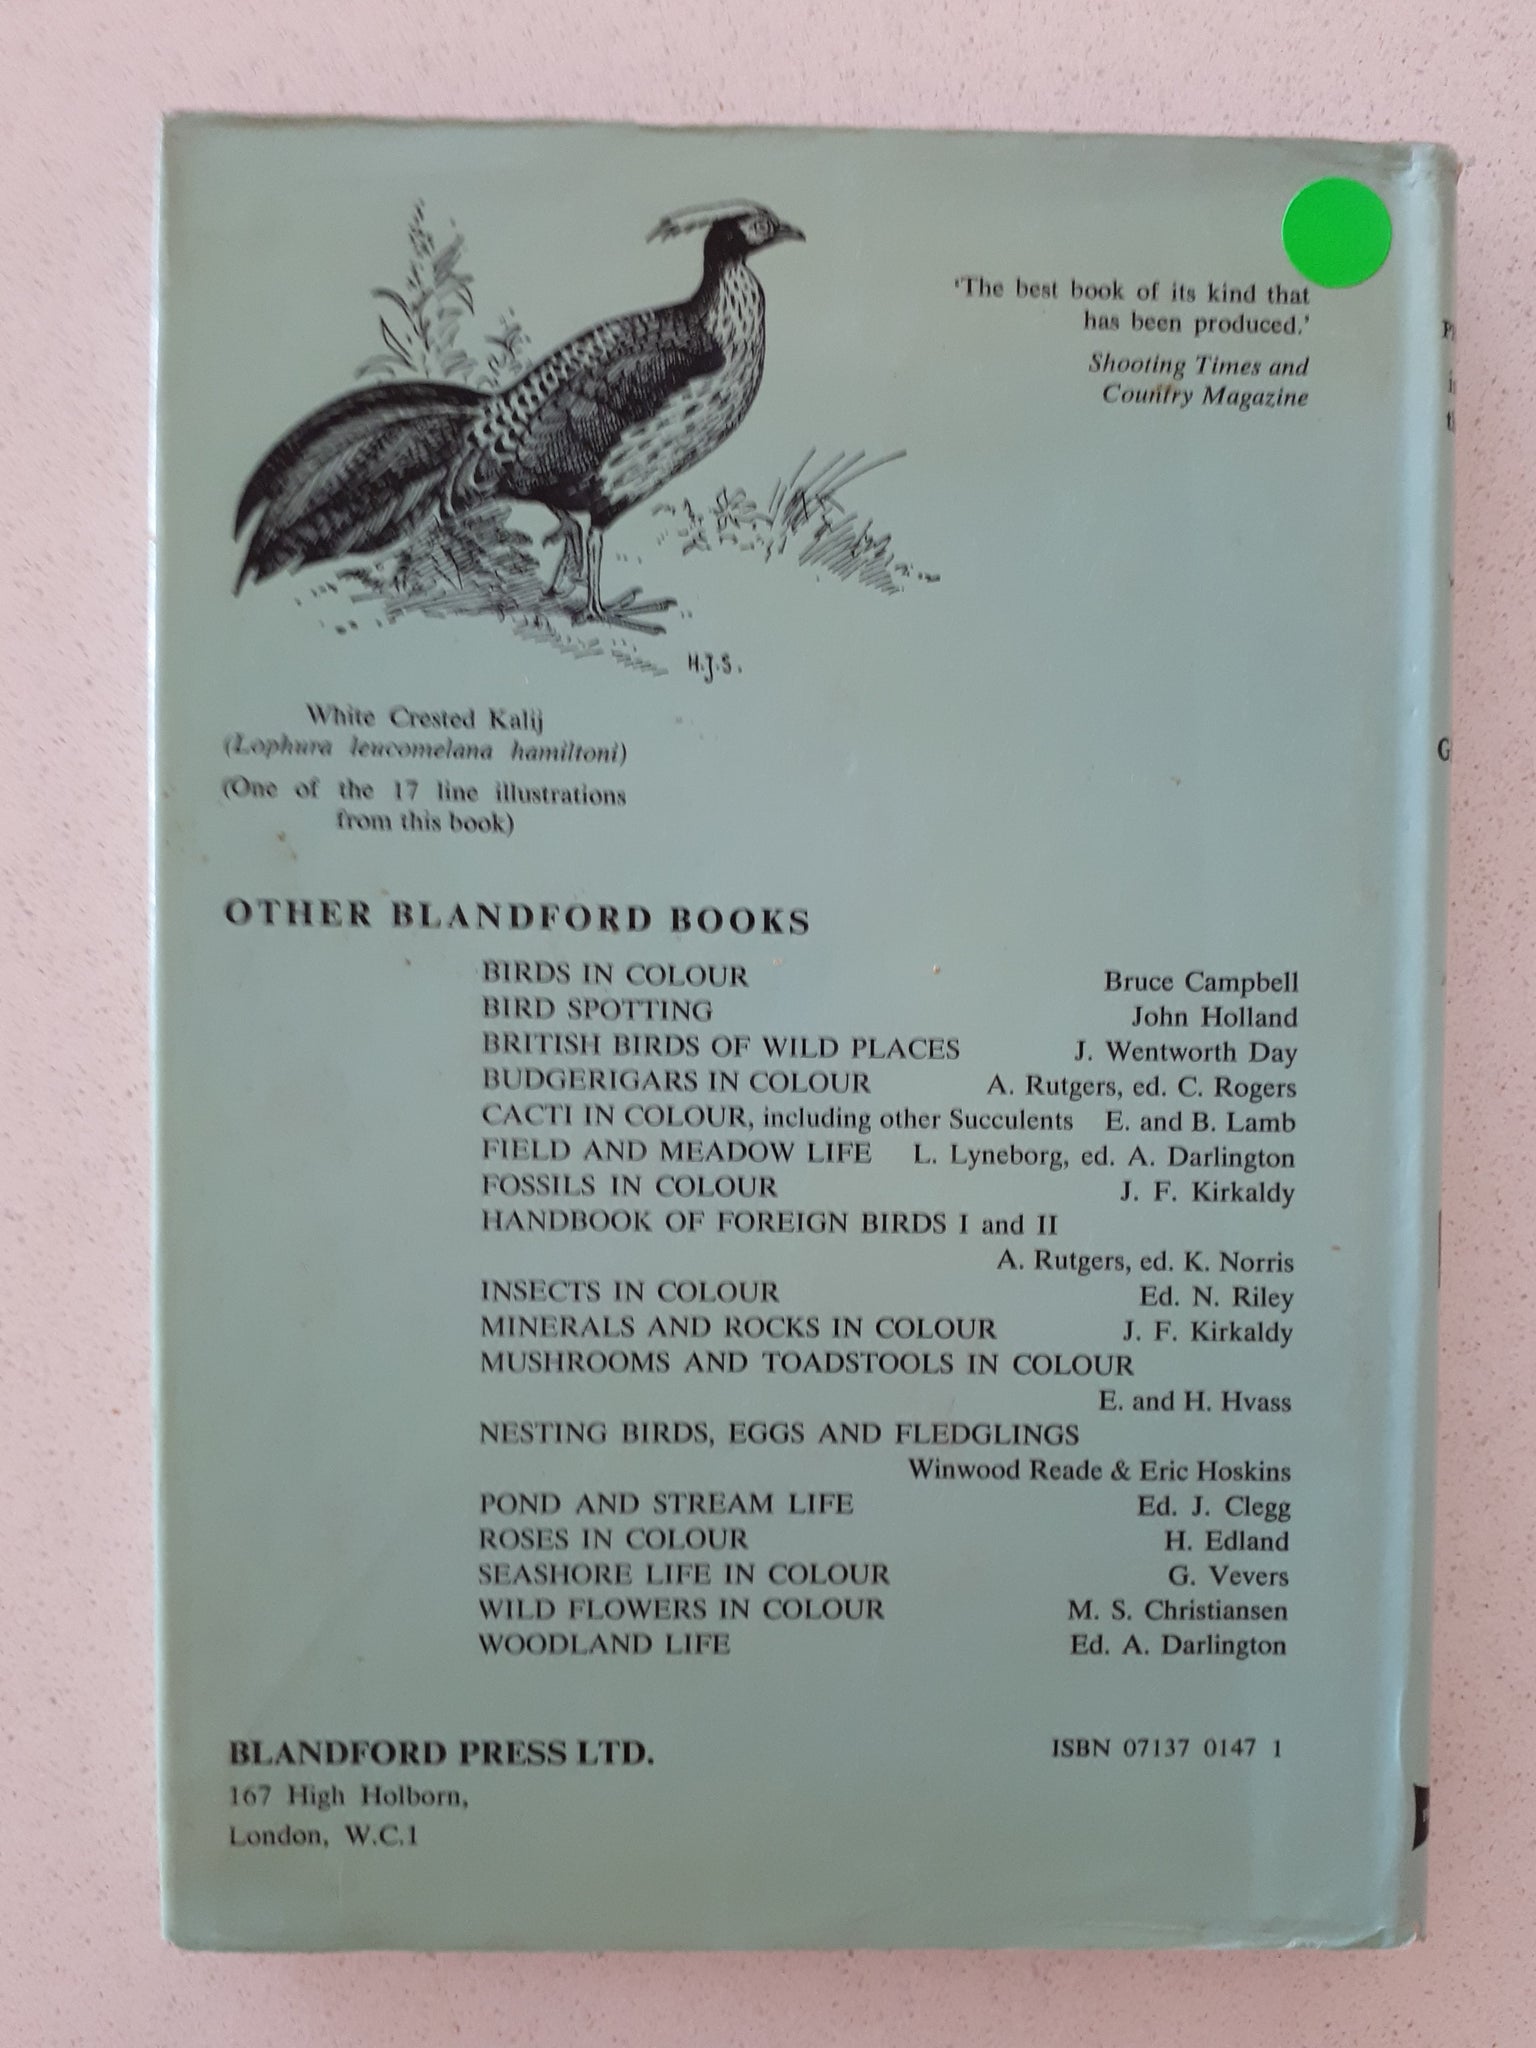 'The best book of its kind that
has been produced.'
Shooting Times and
Country Magazine
H.J.S.
White Crested Kalij
(Lophura leucomelana hamiltoni)
(One of the 17 line illustrations
from this book)
OTHER BLANDFORD BOOKS
BIRDS IN COLOUR Bruce Campbell
BIRD SPOTTING John Holland
BRITISH BIRDS OF WILD PLACES J. Wentworth Day
BUDGERIGARS IN COLOUR A. Rutgers, ed. C. Rogers
CACTI IN COLOUR, including other Succulents E. and B. Lamb
FIELD AND MEADOW LIFE L. Lyneborg, ed. A. Darlington
FOSSILS IN COLOUR J. F. Kirkaldy
HANDBOOK OF FOREIGN BIRDS I and II
A. Rutgers, ed. K. Norris
INSECTS IN COLOUR Ed. N. Riley
MINERALS AND ROCKS IN COLOUR J. F. Kirkaldy
MUSHROOMS AND TOADSTOOLS IN COLOUR
E. and H. Hvass
NESTING BIRDS, EGGS AND FLEDGLINGS
Winwood Reade & Eric Hoskins
POND AND STREAM LIFE Ed. J. Clegg
ROSES IN COLOUR H. Edland
SEASHORE LIFE IN COLOUR G. Vevers
WILD FLOWERS IN COLOUR M. S. Christiansen
WOODLAND LIFE Ed. A. Darlington
BLANDFORD PRESS LTD. ISBN 07137 0147 1
167 High Holborn,
London, W.C.1